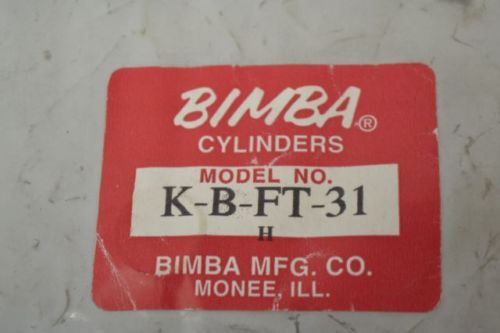 BIMBA®
CYLINDERS
MODEL NO.
K-B-FT-31
H
BIMBA MFG. CO.
MONEE, ILL.